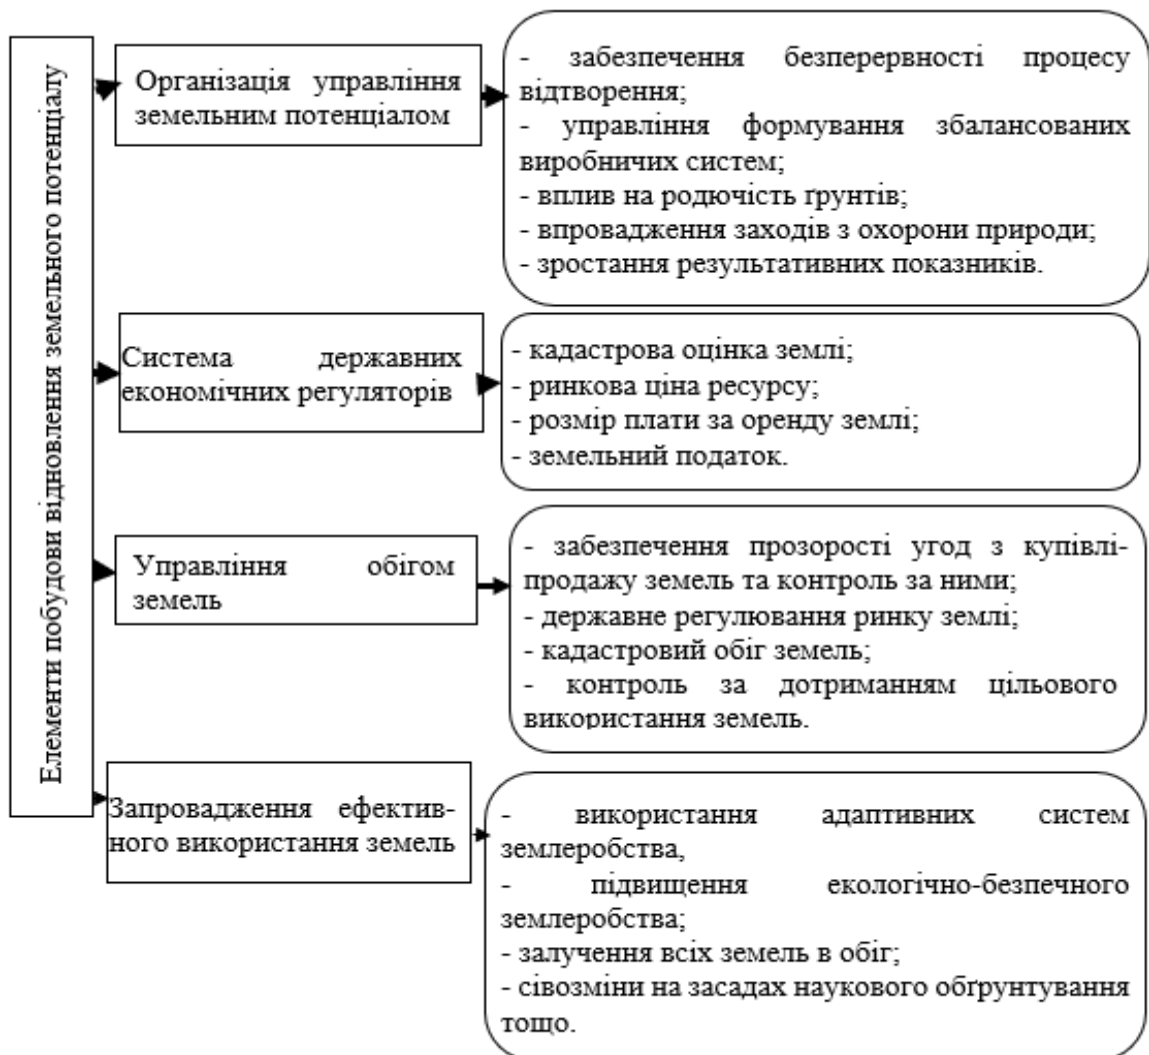 Елементи побудови відновлення земельного потенціалу
Організація управління
земельним потенціалом
- забезпечення безперервності процесу
відтворення;
- управління формування збалансованих
виробничих систем;
- вплив на родючість ґрунтів;
- впровадження заходів з охорони природи;
- зростання результативних показників.
Система державних
економічних регуляторів
- кадастрова оцінка землі;
- ринкова ціна ресурсу;
- розмір плати за оренду землі;
- земельний податок.
Управління обігом
земель
- забезпечення прозорості угод з купівлі-
продажу земель та контроль за ними;
- державне регулювання ринку землі;
- кадастровий обіг земель;
- контроль за дотриманням цільового
використання земель.
Запровадження ефектив-
ного використання земель
- використання адаптивних систем
землеробства,
- підвищення екологічно-безпечного
землеробства;
- залучення всіх земель в обіг;
- сівозміни на засадах наукового обґрунтування
тощо.